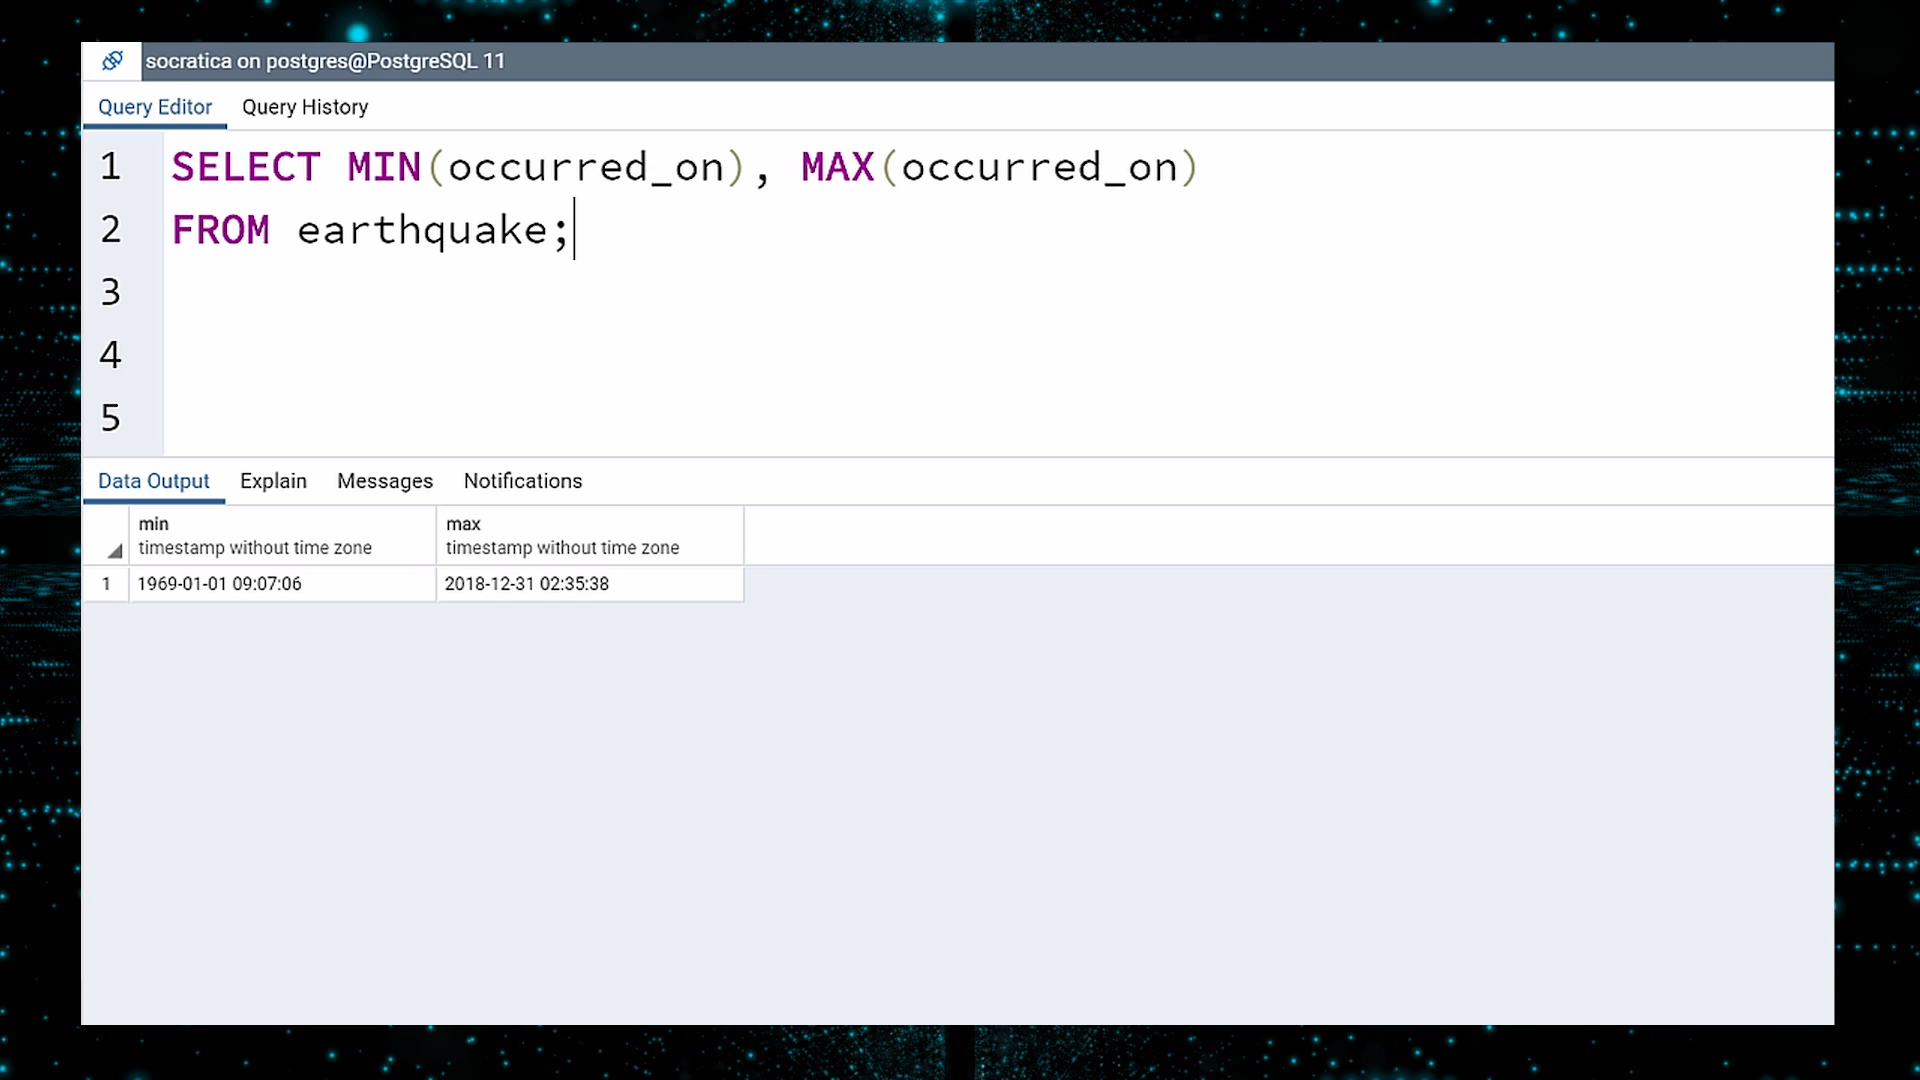 socratica on postgres@PostgreSQL 11
Query Editor Query History
1 SELECT MIN(occurred_on), MAX(occurred_on)
2 FROM earthquake;
3
4
5
Data Output Explain Messages Notifications
min max
timestamp without time zone timestamp without time zone
1 1969-01-01 09:07:06 2018-12-31 02:35:38